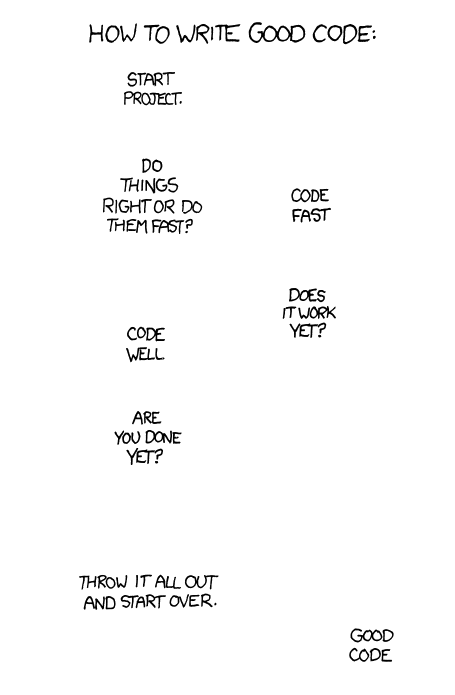 HOW TO WRITE GOOD CODE:
START
PROJECT.
DO
THINGS
RIGHT OR DO
THEM FAST?
CODE
FAST
DOES
IT WORK
YET?
CODE
WELL
ARE
YOU DONE
YET?
THROW IT ALL OUT
AND START OVER.
GOOD
CODE